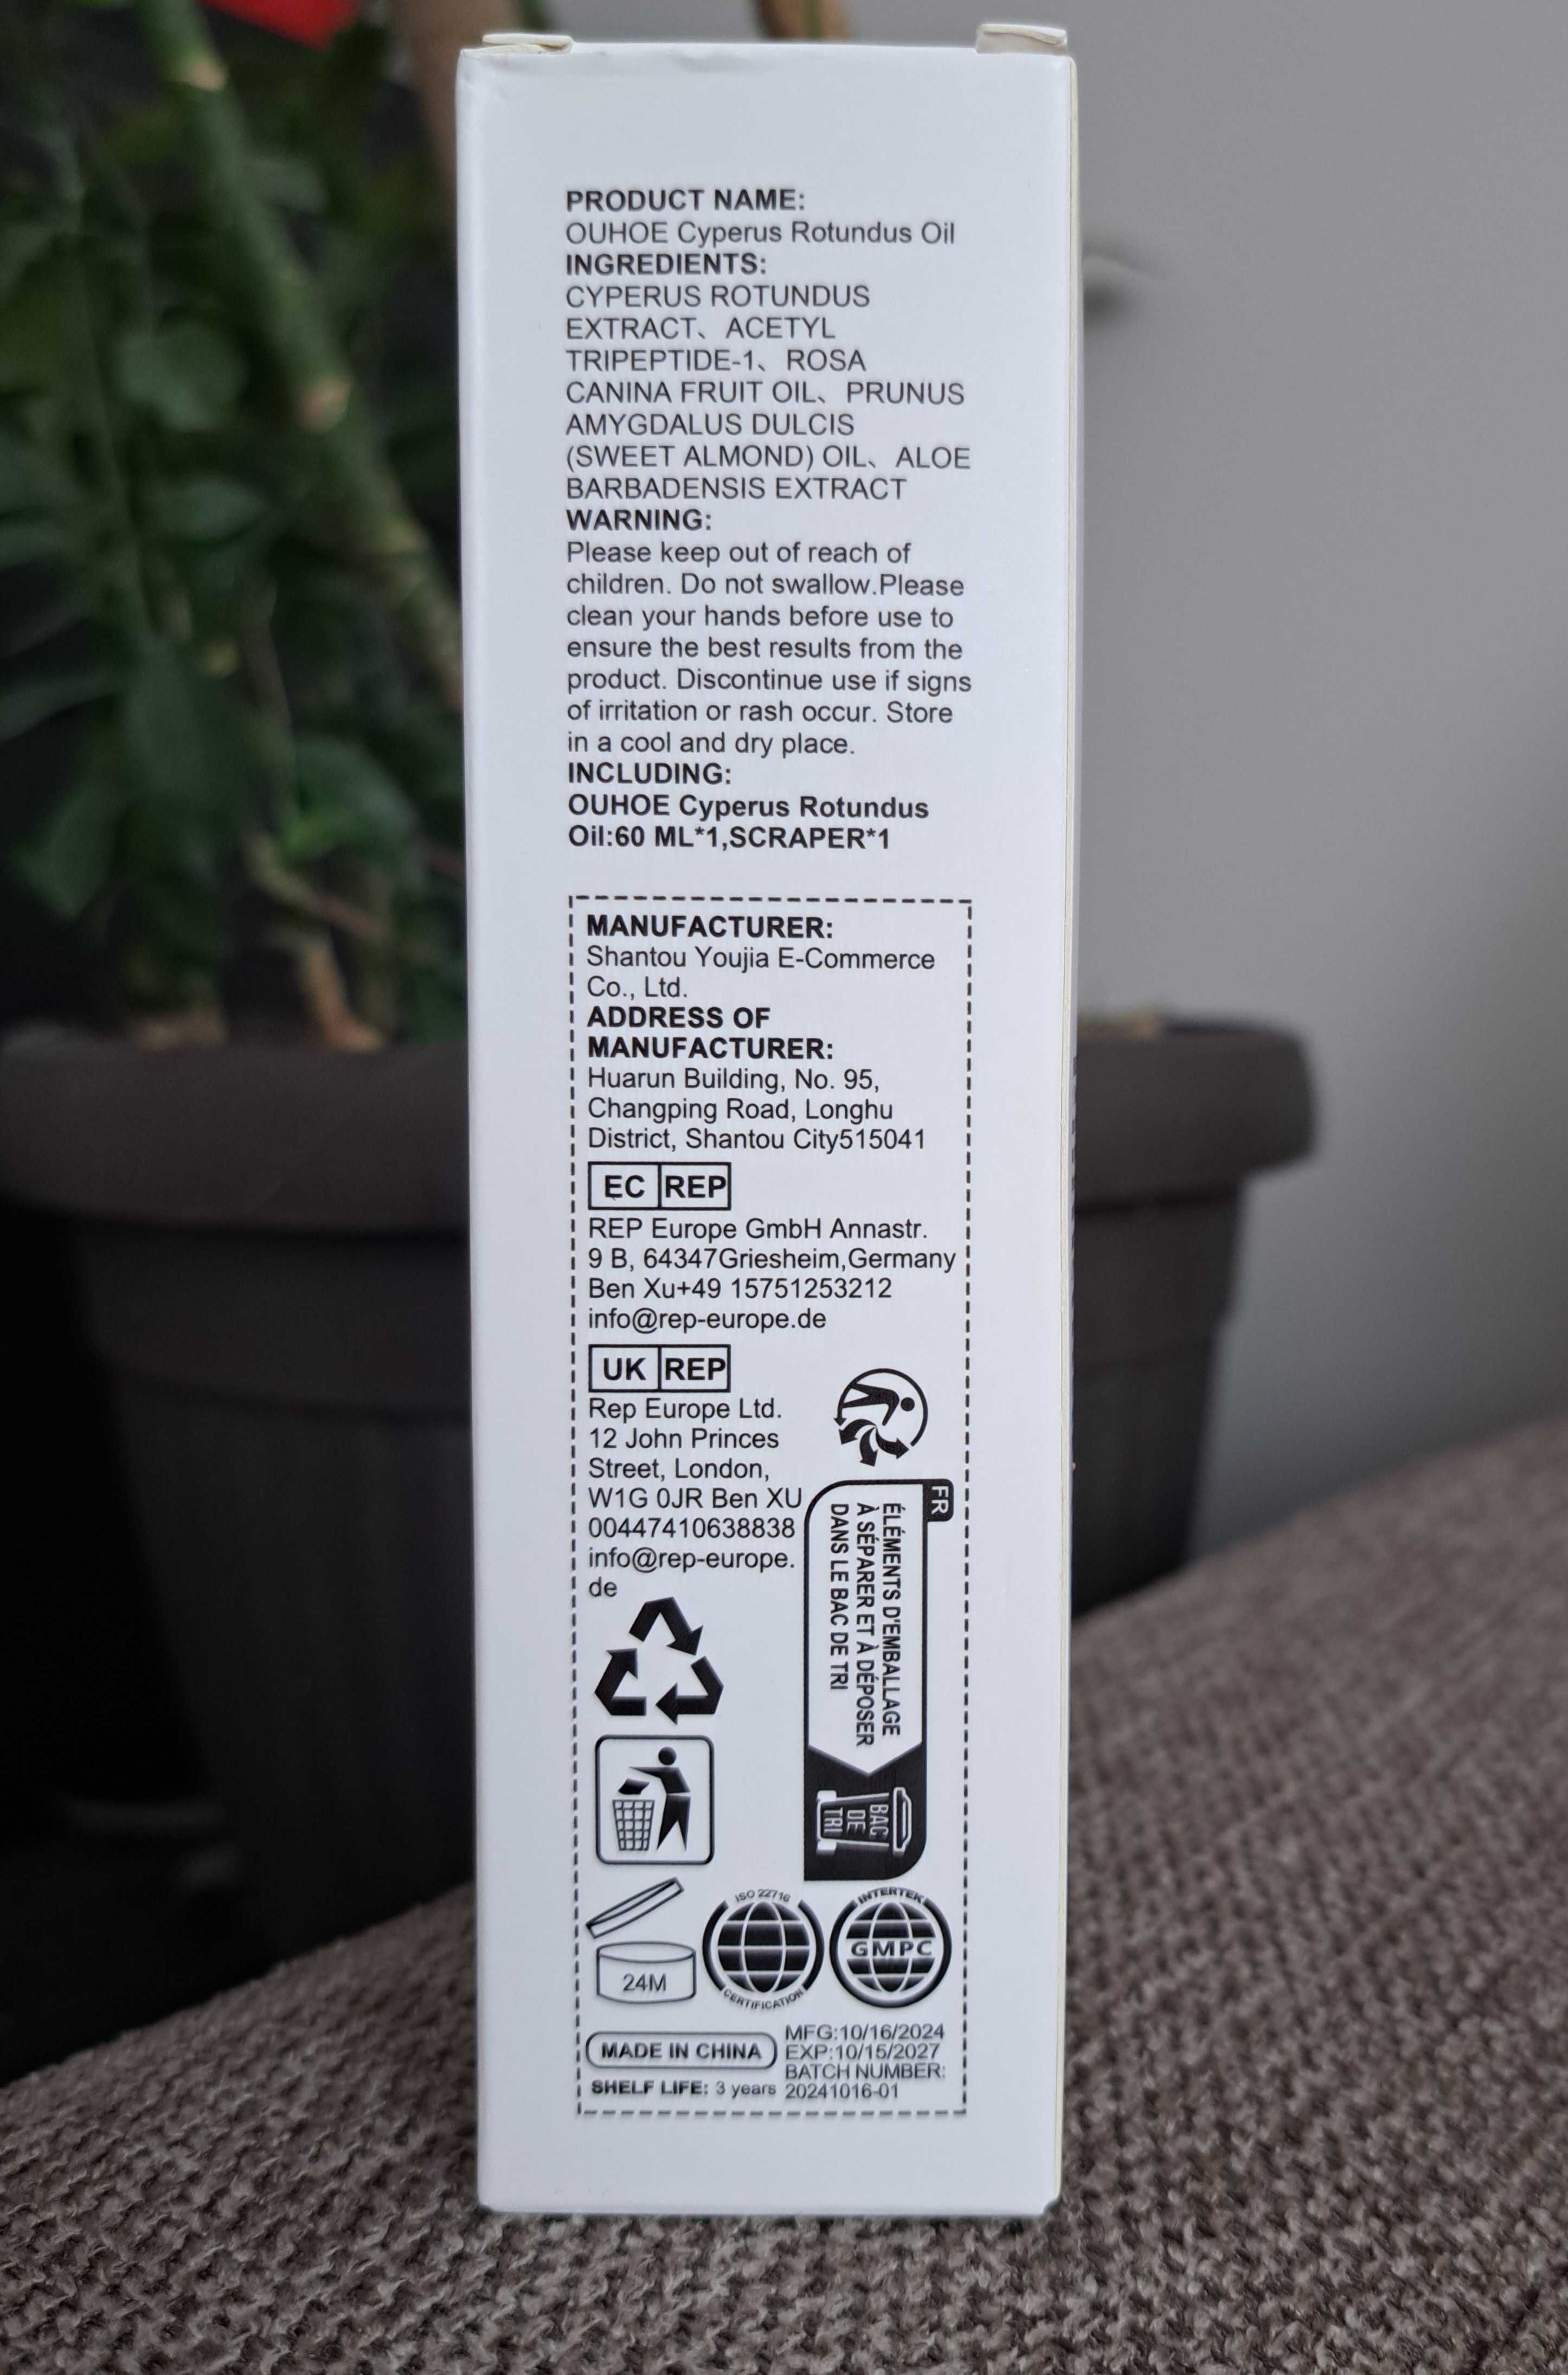 PRODUCT NAME:
OUHOE Cyperus Rotundus Oil
INGREDIENTS:
CYPERUS ROTUNDUS
EXTRACT、ACETYL
TRIPEPTIDE-1、ROSA
CANINA FRUIT OIL、PRUNUS
AMYGDALUS DULCIS
(SWEET ALMOND) OIL、ALOE
BARBADENSIS EXTRACT
WARNING:
Please keep out of reach of
children. Do not swallow.Please
clean your hands before use to
ensure the best results from the
product. Discontinue use if signs
of irritation or rash occur. Store
in a cool and dry place.
INCLUDING:
OUHOE Cyperus Rotundus
Oil:60 ML*1,SCRAPER*1
MANUFACTURER:
Shantou Youjia E-Commerce
Co., Ltd.
ADDRESS OF
MANUFACTURER:
Huarun Building, No. 95,
Changping Road, Longhu
District, Shantou City515041
EC REP
REP Europe GmbH Annastr.
9 B, 64347Griesheim,Germany
Ben Xu+49 15751253212
info@rep-europe.de
UK REP
Rep Europe Ltd.
12 John Princes
Street, London,
W1G 0JR Ben XU
00447410638838
info@rep-europe.
de
FR
ÉLÉMENTS D'EMBALLAGE
À SÉPARER ET À DÉPOSER
DANS LE BAC DE TRI
BAC
DE
TRI
24M
ISO 22716
CERTIFICATION
INTERTEK
GMPC
MADE IN CHINA
SHELF LIFE: 3 years
MFG:10/16/2024
EXP:10/15/2027
BATCH NUMBER:
20241016-01